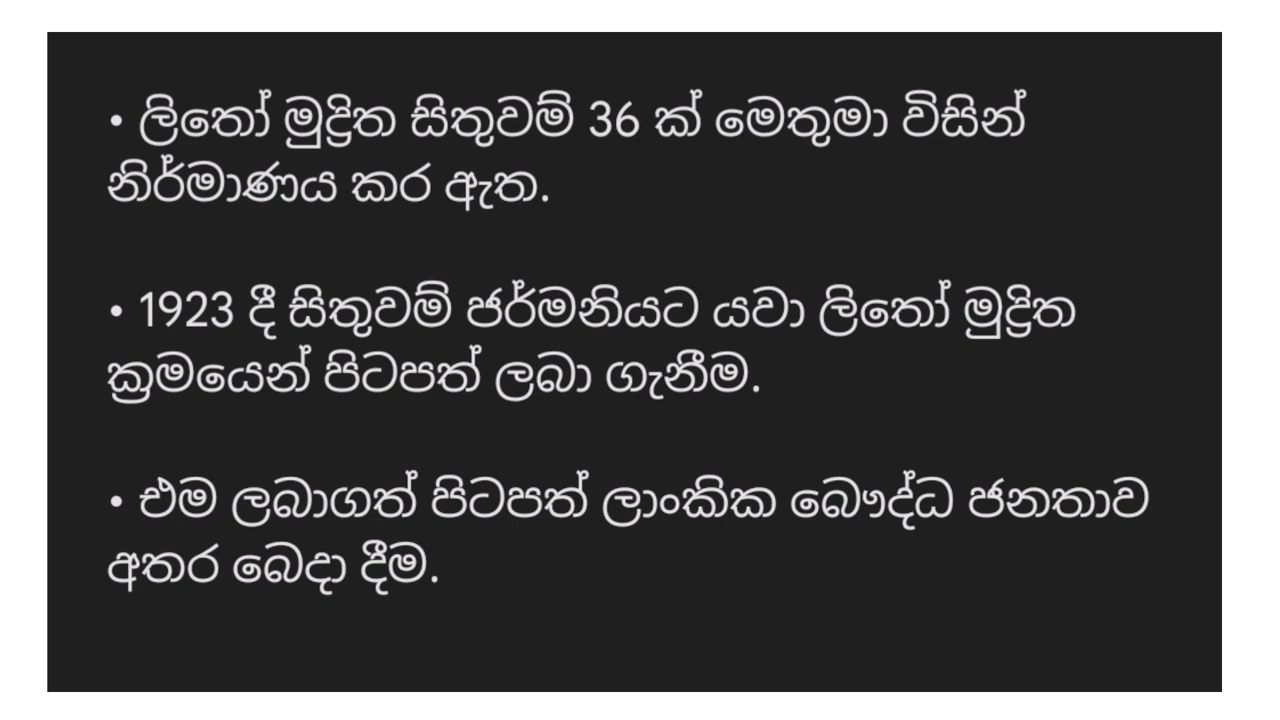 • ලිතෝ මුද්‍රිත සිතුවම් 36 ක් මෙතුමා විසින්
නිර්මාණය කර ඇත.
• 1923 දී සිතුවම් ජර්මනියට යවා ලිතෝ මුද්‍රිත
ක්‍රමයෙන් පිටපත් ලබා ගැනීම.
• එම ලබාගත් පිටපත් ලාංකික බෞද්ධ ජනතාව
අතර බෙදා දීම.